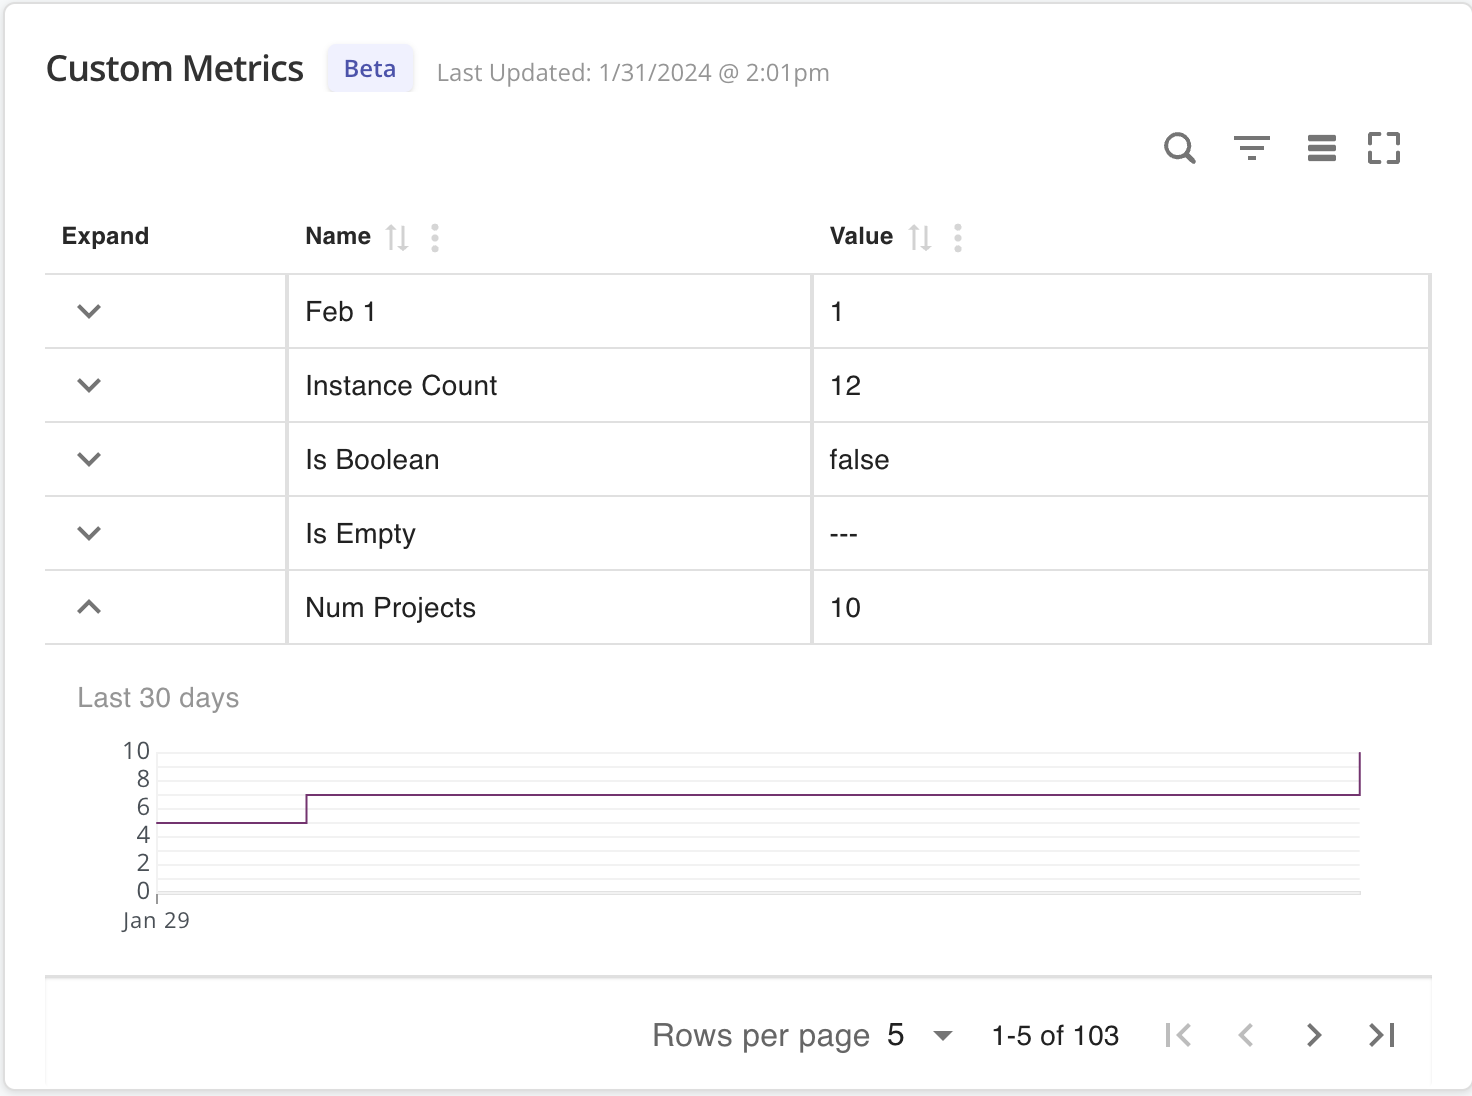 Custom Metrics Beta Last Updated: 1/31/2024 @ 2:01pm
Expand Name Value
Feb 1 1
Instance Count 12
Is Boolean false
Is Empty ---
Num Projects 10
Last 30 days
10
8
6
4
2
0
Jan 29
Rows per page 5 1-5 of 103